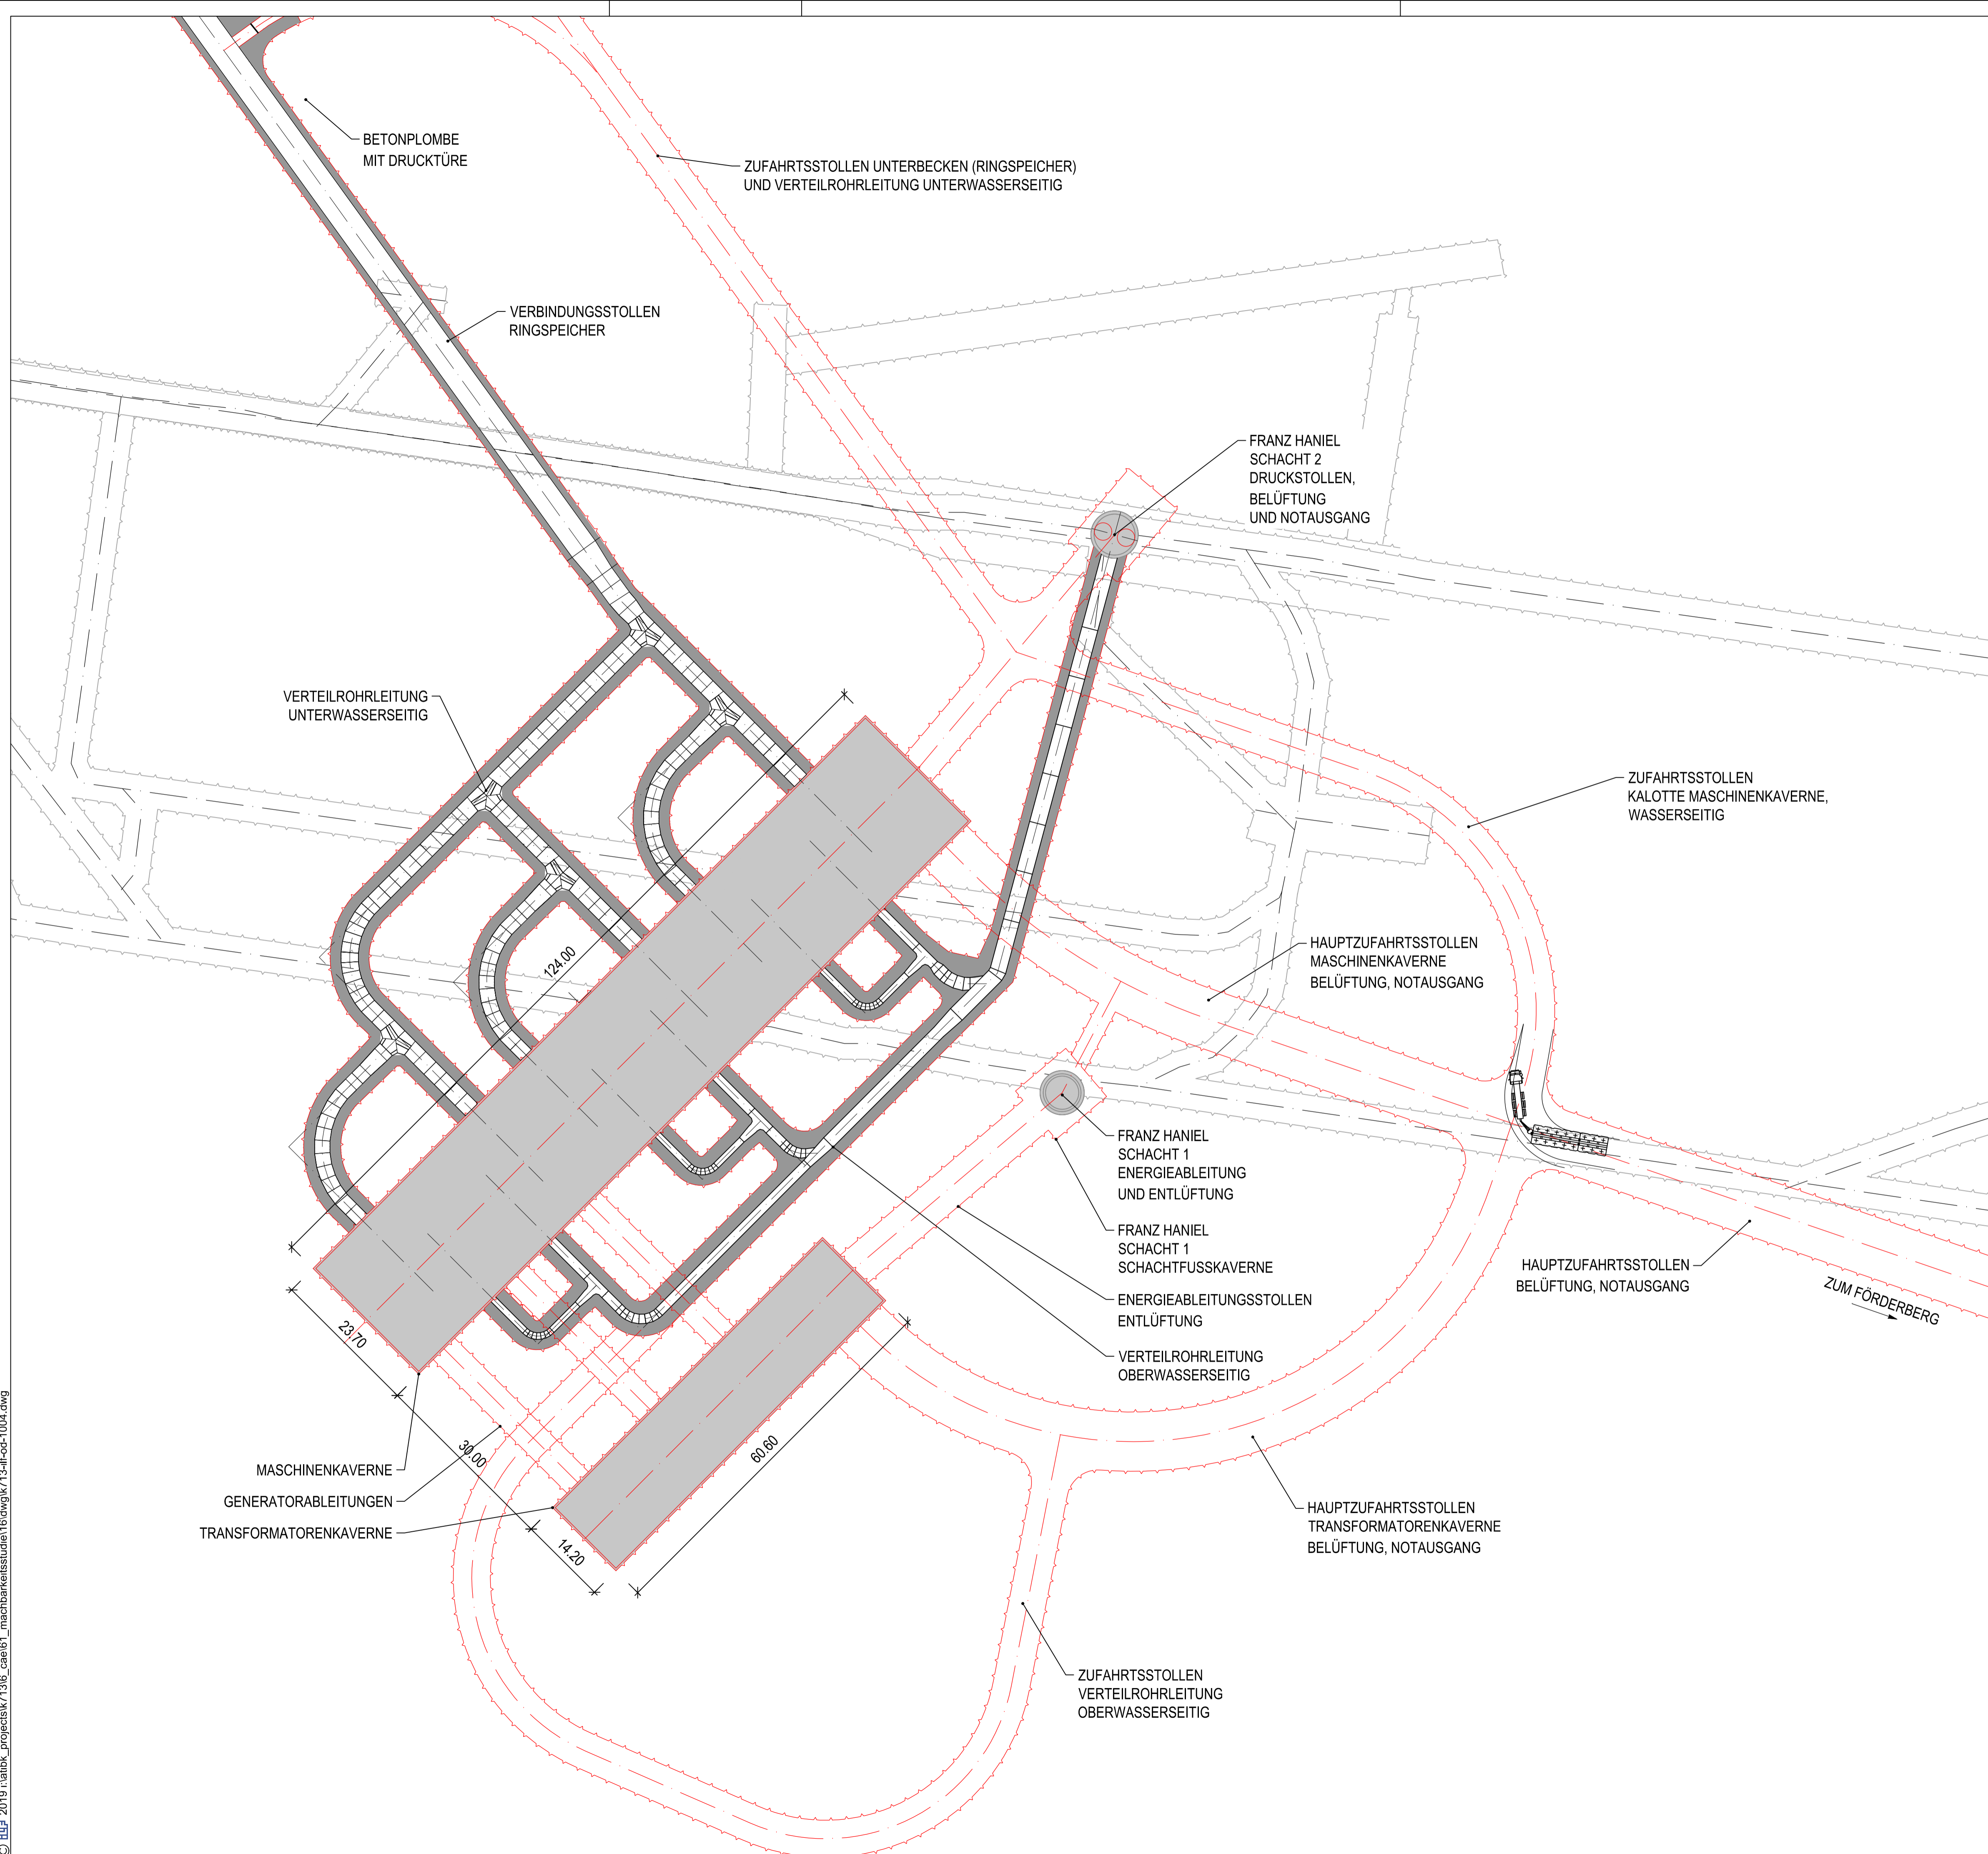 BETONPLOMBE
MIT DRUCKTÜRE
ZUFAHRTSSTOLLEN UNTERBECKEN (RINGSPEICHER)
UND VERTEILROHRLEITUNG UNTERWASSERSEITIG
VERBINDUNGSSTOLLEN
RINGSPEICHER
FRANZ HANIEL
SCHACHT 2
DRUCKSTOLLEN,
BELÜFTUNG
UND NOTAUSGANG
VERTEILROHRLEITUNG
UNTERWASSERSEITIG
ZUFAHRTSSTOLLEN
KALOTTE MASCHINENKAVERNE,
WASSERSEITIG
124.00
HAUPTZUFAHRTSSTOLLEN
MASCHINENKAVERNE
BELÜFTUNG, NOTAUSGANG
FRANZ HANIEL
SCHACHT 1
ENERGIEABLEITUNG
UND ENTLÜFTUNG
FRANZ HANIEL
SCHACHT 1
SCHACHTFUSSKAVERNE
HAUPTZUFAHRTSSTOLLEN
BELÜFTUNG, NOTAUSGANG
ZUM FÖRDERBERG
ENERGIEABLEITUNGSSTOLLEN
ENTLÜFTUNG
23.70
VERTEILROHRLEITUNG
OBERWASSERSEITIG
30.00
60.60
MASCHINENKAVERNE
GENERATORABLEITUNGEN
TRANSFORMATORENKAVERNE
14.20
HAUPTZUFAHRTSSTOLLEN
TRANSFORMATORENKAVERNE
BELÜFTUNG, NOTAUSGANG
ZUFAHRTSSTOLLEN
VERTEILROHRLEITUNG
OBERWASSERSEITIG
© 2019